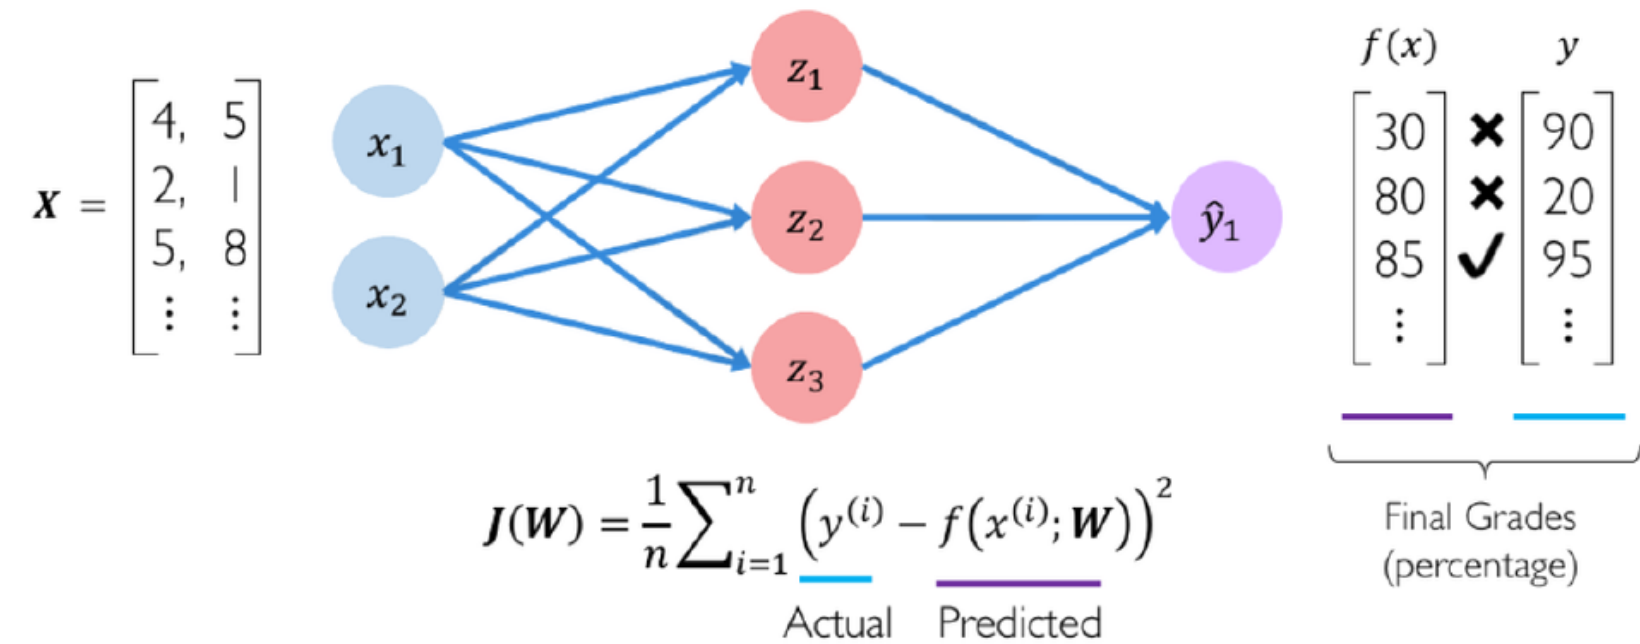 X = [4, 5
2, 1
5, 8
⋮ ⋮]
x₁
x₂
z₁
z₂
z₃
ŷ₁
f(x) y
30 ✖ 90
80 ✖ 20
85 ✔ 95
⋮ ⋮
Final Grades
(percentage)
J(W) = 1/n ∑ⁿᵢ₌₁ (y⁽ⁱ⁾ − f(x⁽ⁱ⁾; W))²
Actual Predicted